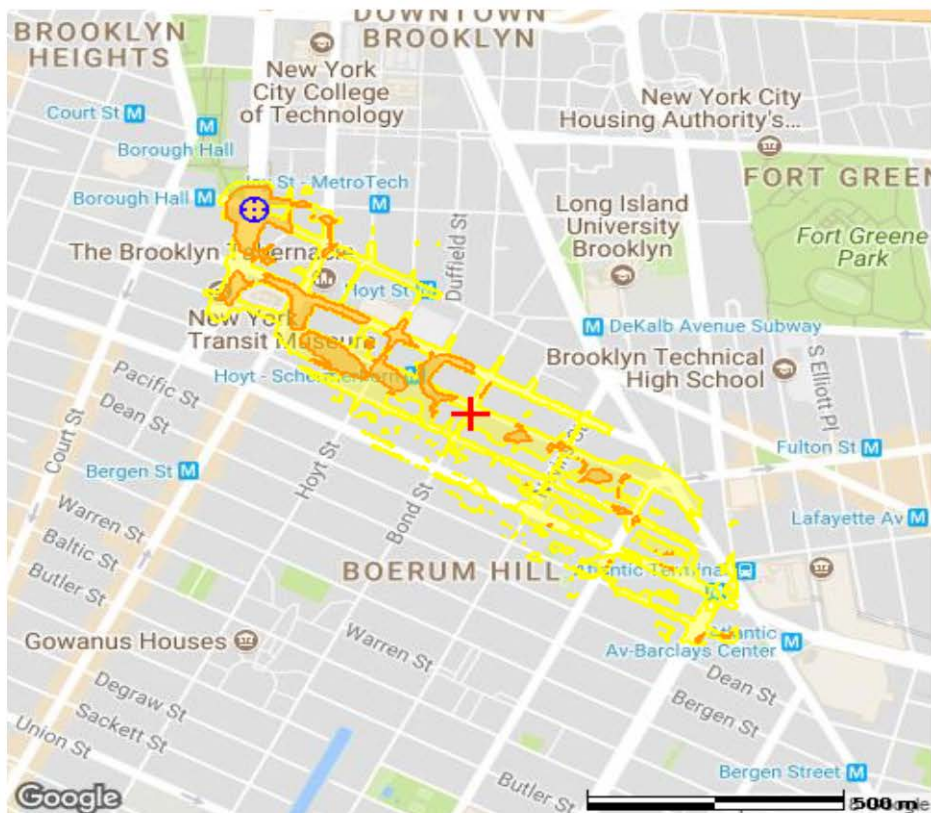 DOWNTOWN
BROOKLYN
BROOKLYN
HEIGHTS
New York
City College
of Technology
New York City
Housing Authority's...
Court St
Borough Hall
Borough Hall
Jay St - MetroTech
FORT GREEN
Long Island
University
Brooklyn
Fort Greene
Park
Duffield St
The Brooklyn Tabernacle
Hoyt St
New York
Transit Museum
DeKalb Avenue Subway
Brooklyn Technical
High School
S Elliott Pl
Hoyt - Schermerhorn
Pacific St
Dean St
Court St
Bergen St
Hoyt St
Bond St
Fulton St
Lafayette Av
Warren St
Baltic St
Butler St
BOERUM HILL
Atlantic Terminal
Gowanus Houses
Warren St
Atlantic
Av-Barclays Center
Degraw St
Sackett St
Union St
Dean St
Bergen St
Bergen Street
Butler St
Google
500 m